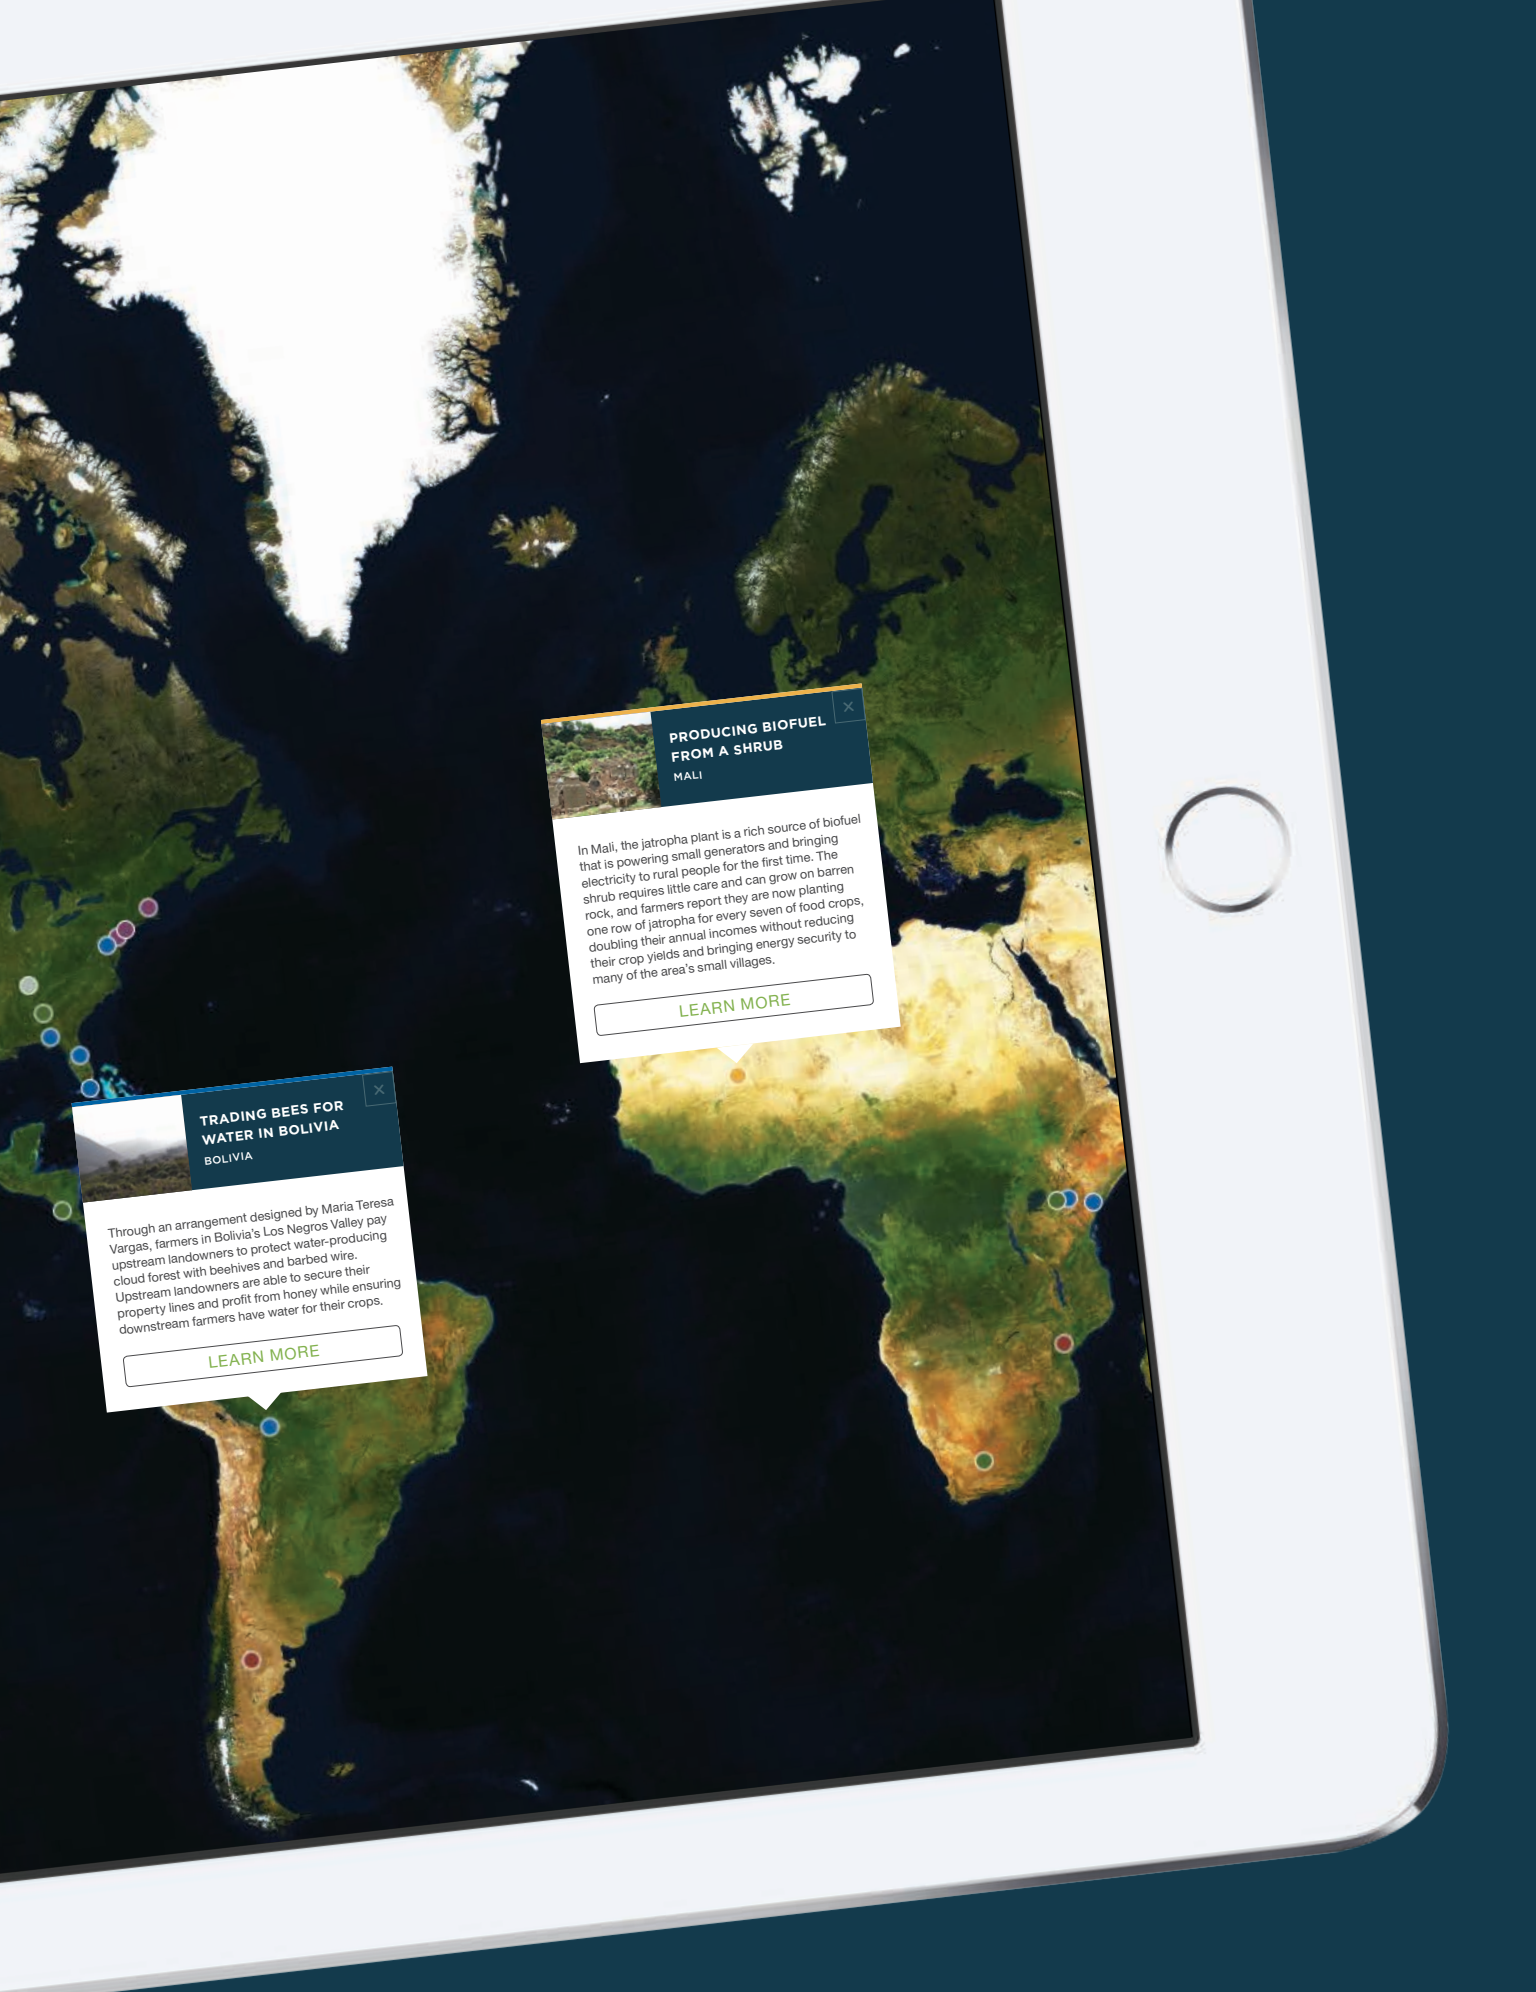 PRODUCING BIOFUEL
FROM A SHRUB
MALI
In Mali, the jatropha plant is a rich source of biofuel
that is powering small generators and bringing
electricity to rural people for the first time. The
shrub requires little care and can grow on barren
rock, and farmers report they are now planting
one row of jatropha for every seven of food crops,
doubling their annual incomes without reducing
their crop yields and bringing energy security to
many of the area's small villages.
LEARN MORE
TRADING BEES FOR
WATER IN BOLIVIA
BOLIVIA
Through an arrangement designed by Maria Teresa
Vargas, farmers in Bolivia's Los Negros Valley pay
upstream landowners to protect water-producing
cloud forest with beehives and barbed wire.
Upstream landowners are able to secure their
property lines and profit from honey while ensuring
downstream farmers have water for their crops.
LEARN MORE